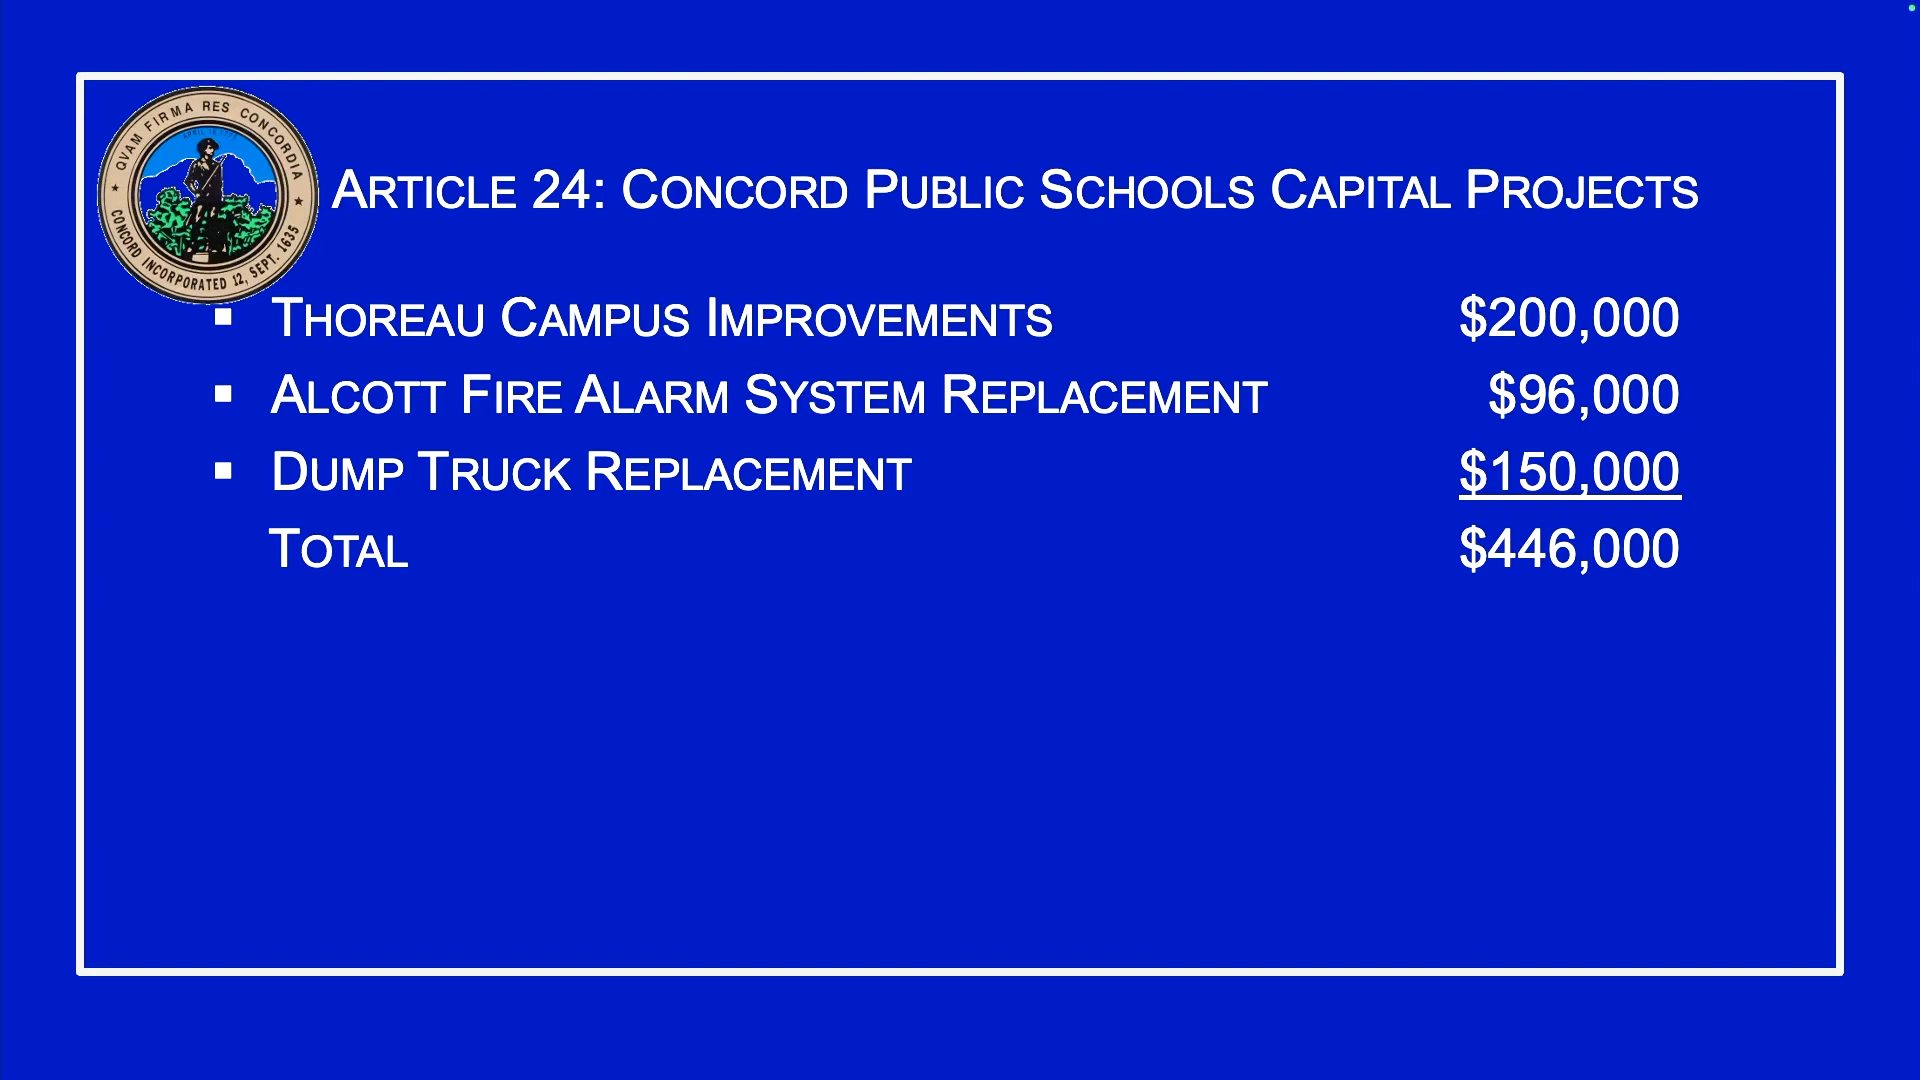 QVAM FIRMA RES CONCORDIA
CONCORD INCORPORATED 12, SEPT. 1635
ARTICLE 24: CONCORD PUBLIC SCHOOLS CAPITAL PROJECTS
▪ THOREAU CAMPUS IMPROVEMENTS $200,000
▪ ALCOTT FIRE ALARM SYSTEM REPLACEMENT $96,000
▪ DUMP TRUCK REPLACEMENT $150,000
TOTAL $446,000